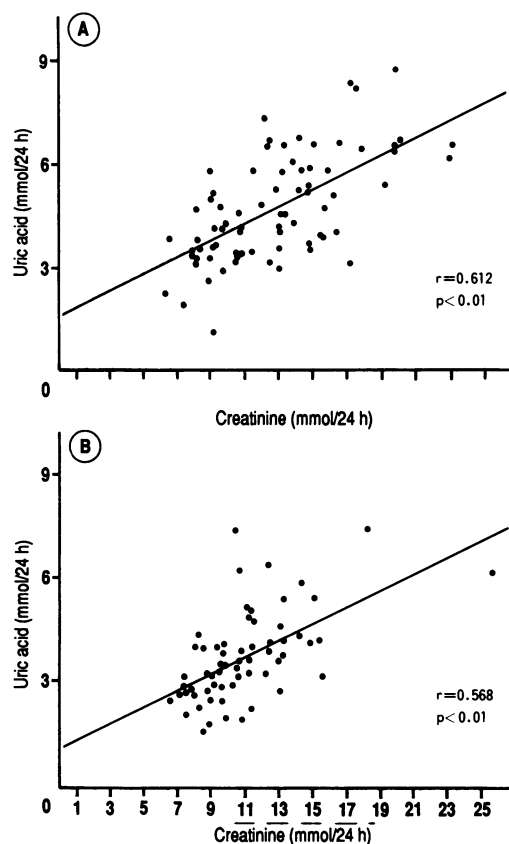 A
9
6
3
0
Uric acid (mmol/24 h)
r=0.612
p<0.01
Creatinine (mmol/24 h)
B
9
6
3
0
Uric acid (mmol/24 h)
r=0.568
p<0.01
1 3 5 7 9 11 13 15 17 19 21 23 25
Creatinine (mmol/24 h)